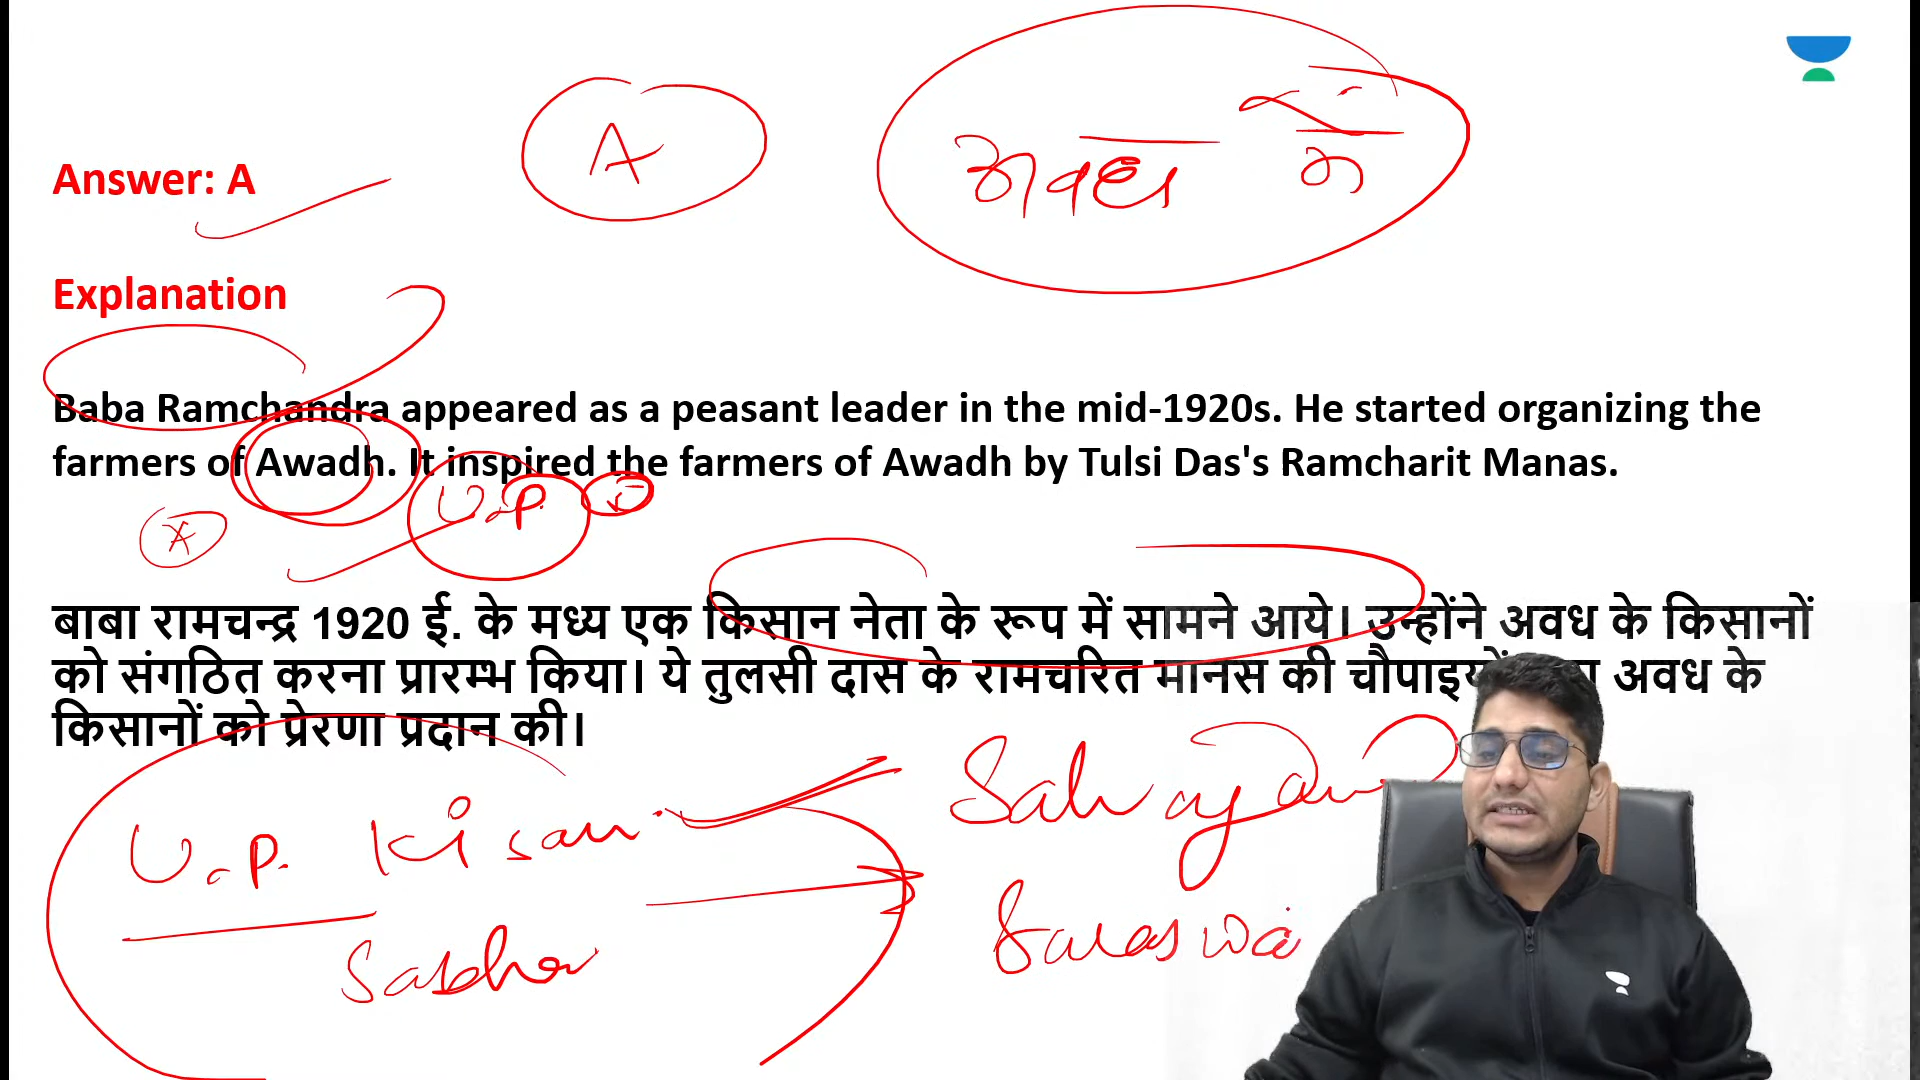 A
अवध में
Answer: A
Explanation
Baba Ramchandra appeared as a peasant leader in the mid-1920s. He started organizing the
farmers of Awadh. It inspired the farmers of Awadh by Tulsi Das's Ramcharit Manas.
U.P.
बाबा रामचन्द्र 1920 ई. के मध्य एक किसान नेता के रूप में सामने आये। उन्होंने अवध के किसानों
को संगठित करना प्रारम्भ किया। ये तुलसी दास के रामचरित मानस की अवध के
किसानों को प्रेरणा प्रदान की।
U.P. Kisan
Sabha